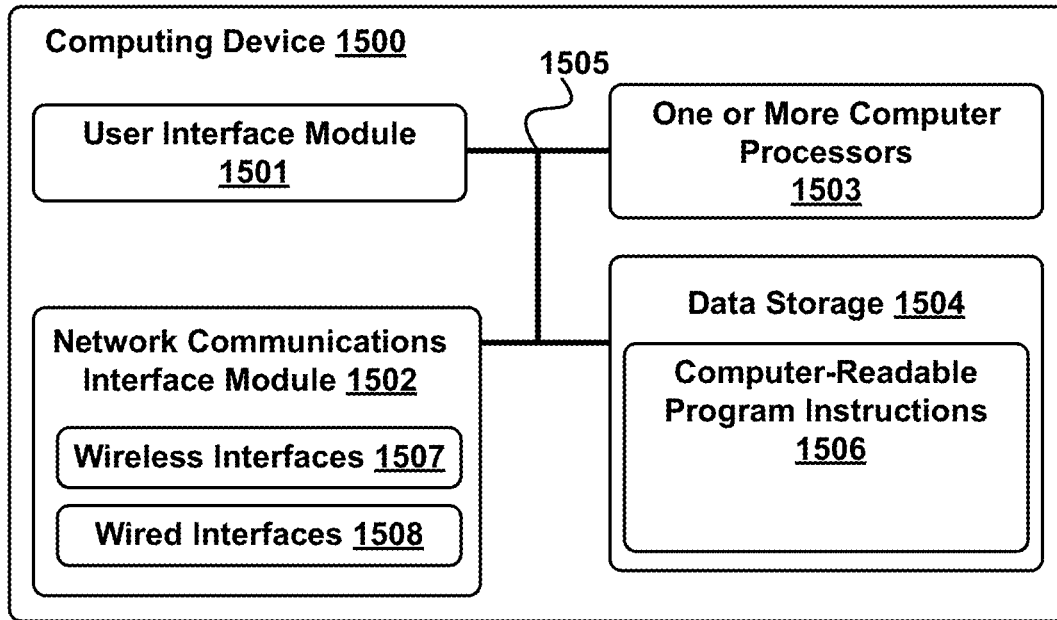 Computing Device 1500
1505
User Interface Module
1501
One or More Computer
Processors
1503
Network Communications
Interface Module 1502
Wireless Interfaces 1507
Wired Interfaces 1508
Data Storage 1504
Computer-Readable
Program Instructions
1506